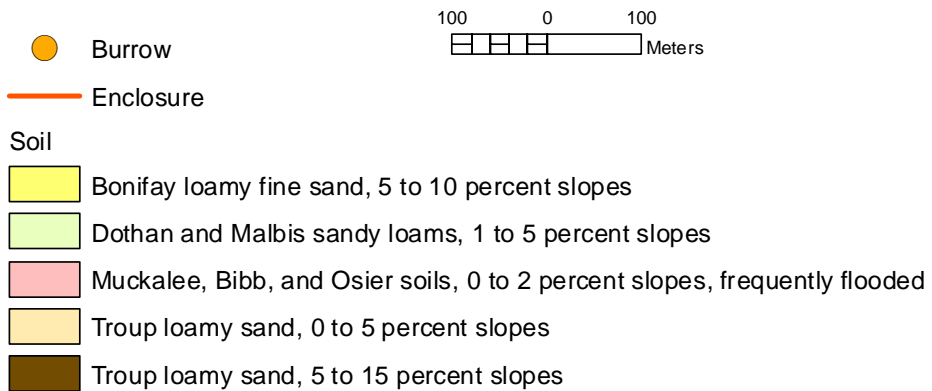 100 0 100
Meters
Burrow
Enclosure
Soil
Bonifay loamy fine sand, 5 to 10 percent slopes
Dothan and Malbis sandy loams, 1 to 5 percent slopes
Muckalee, Bibb, and Osier soils, 0 to 2 percent slopes, frequently flooded
Troup loamy sand, 0 to 5 percent slopes
Troup loamy sand, 5 to 15 percent slopes